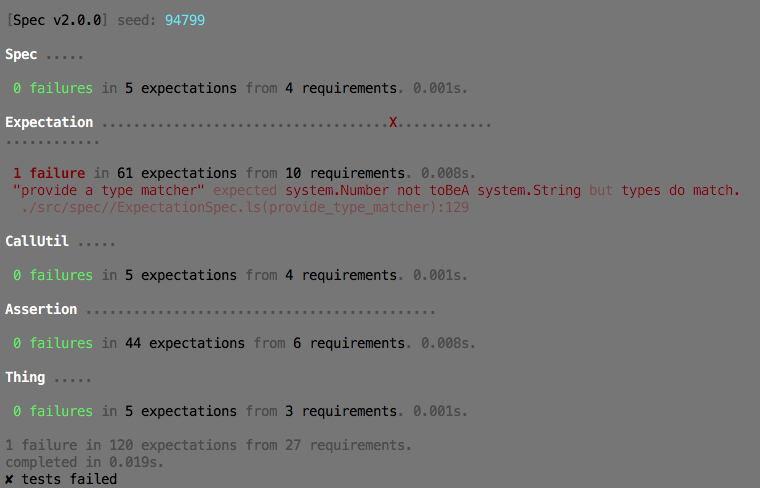 [Spec v2.0.0] seed: 94799
Spec .....
0 failures in 5 expectations from 4 requirements. 0.001s.
Expectation ....................................X............
............
1 failure in 61 expectations from 10 requirements. 0.008s.
"provide a type matcher" expected system.Number not toBeA system.String but types do match.
./src/spec//ExpectationSpec.ls(provide_type_matcher):129
CallUtil .....
0 failures in 5 expectations from 4 requirements. 0.001s.
Assertion ............................................
0 failures in 44 expectations from 6 requirements. 0.008s.
Thing .....
0 failures in 5 expectations from 3 requirements. 0.001s.
1 failure in 120 expectations from 27 requirements.
completed in 0.019s.
✘ tests failed